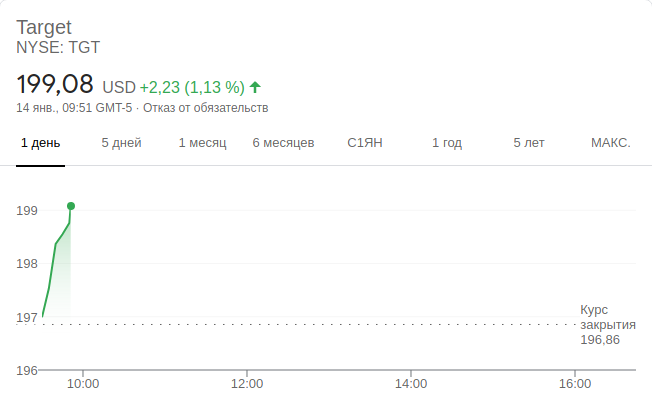 Target
NYSE: TGT
199,08 USD +2,23 (1,13 %)
14 янв., 09:51 GMT-5 · Отказ от обязательств
1 день 5 дней 1 месяц 6 месяцев С1ЯН 1 год 5 лет МАКС.
199
198
197
Курс
закрытия
196,86
196
10:00 12:00 14:00 16:00